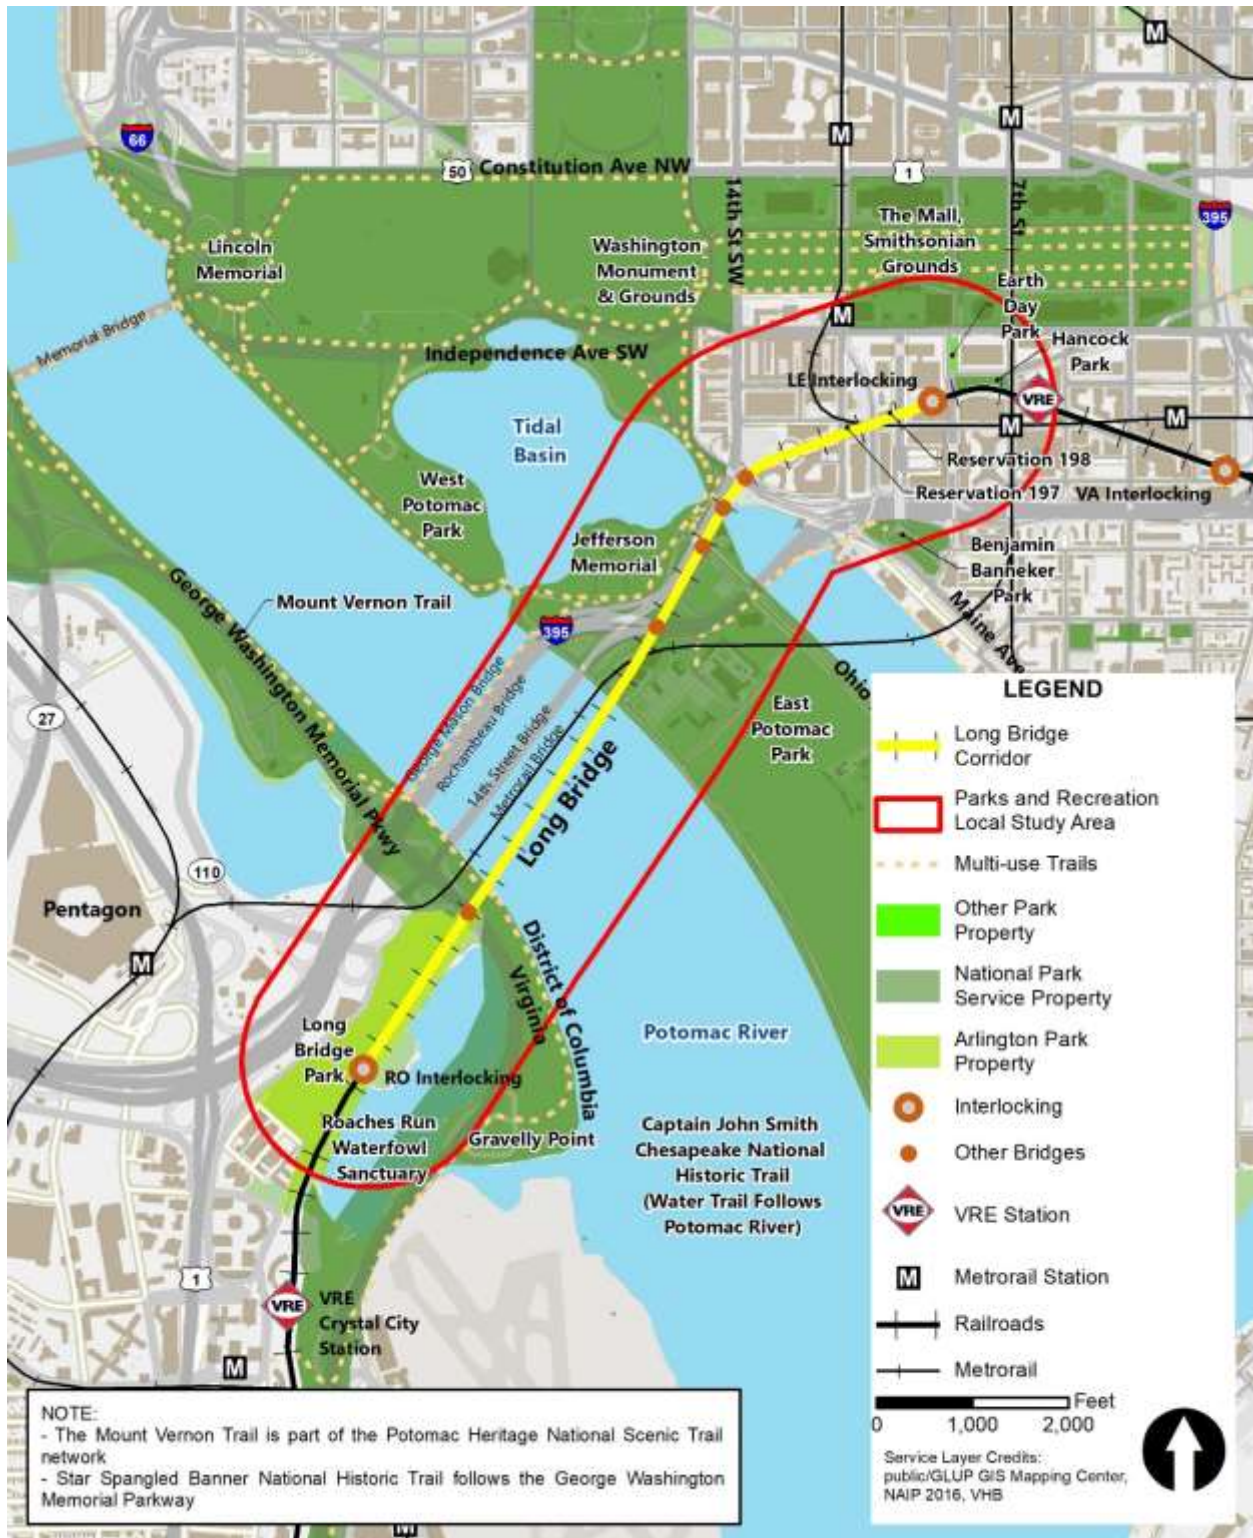 M
66
M
M
50
Constitution Ave NW
1
14th St SW
7th St
395
The Mall,
Smithsonian
Grounds
Lincoln
Memorial
Washington
Monument
& Grounds
Earth
Day
Park
M
Memorial Bridge
Independence Ave SW
Hancock
Park
LE Interlocking
VRE
M
M
Tidal
Basin
Reservation 198
Reservation 197
VA Interlocking
West
Potomac
Park
Jefferson
Memorial
Benjamin
Banneker
Park
George Washington Memorial Pkwy
Mount Vernon Trail
395
Maine Ave
Ohio
27
George Mason Bridge
Rochambeau Bridge
14th Street Bridge
Metrorail Bridge
Long Bridge
East
Potomac
Park
110
Pentagon
M
District of Columbia
Virginia
Long
Bridge
Park
RO Interlocking
Potomac River
Roaches Run
Waterfowl
Sanctuary
Gravelly Point
Captain John Smith
Chesapeake National
Historic Trail
(Water Trail Follows
Potomac River)
1
VRE
VRE
Crystal City
Station
M
M
LEGEND
Long Bridge
Corridor
Parks and Recreation
Local Study Area
Multi-use Trails
Other Park
Property
National Park
Service Property
Arlington Park
Property
Interlocking
Other Bridges
VRE
VRE Station
M
Metrorail Station
Railroads
Metrorail
Feet
0 1,000 2,000
Service Layer Credits:
public/GLUP GIS Mapping Center,
NAIP 2016, VHB
NOTE:
- The Mount Vernon Trail is part of the Potomac Heritage National Scenic Trail
network
- Star Spangled Banner National Historic Trail follows the George Washington
Memorial Parkway